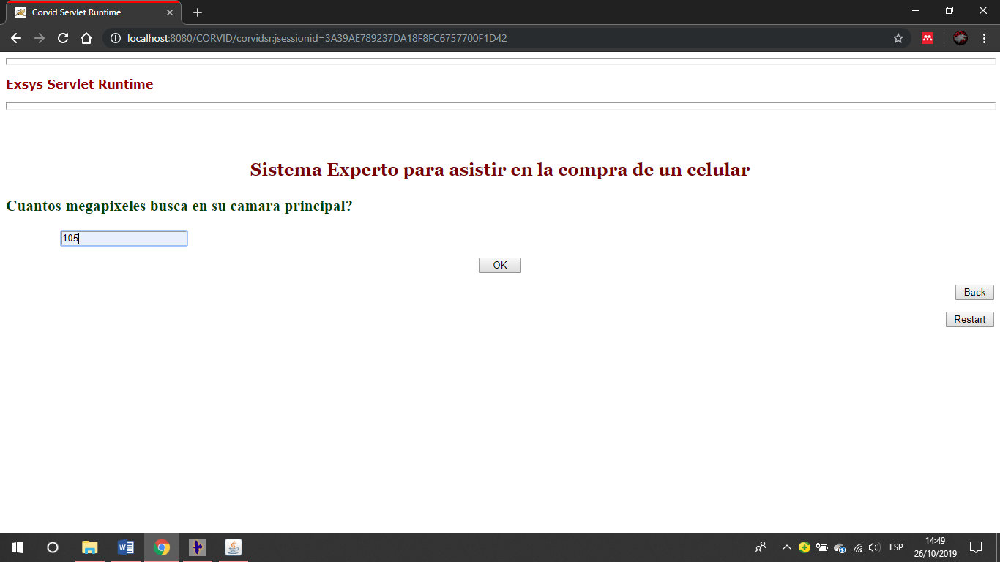 Corvid Servlet Runtime
localhost:8080/CORVID/corvidsr;jsessionid=3A39AE789237DA18F8FC6757700F1D42
Exsys Servlet Runtime
Sistema Experto para asistir en la compra de un celular
Cuantos megapixeles busca en su camara principal?
105
OK
Back
Restart
ESP
14:49
26/10/2019